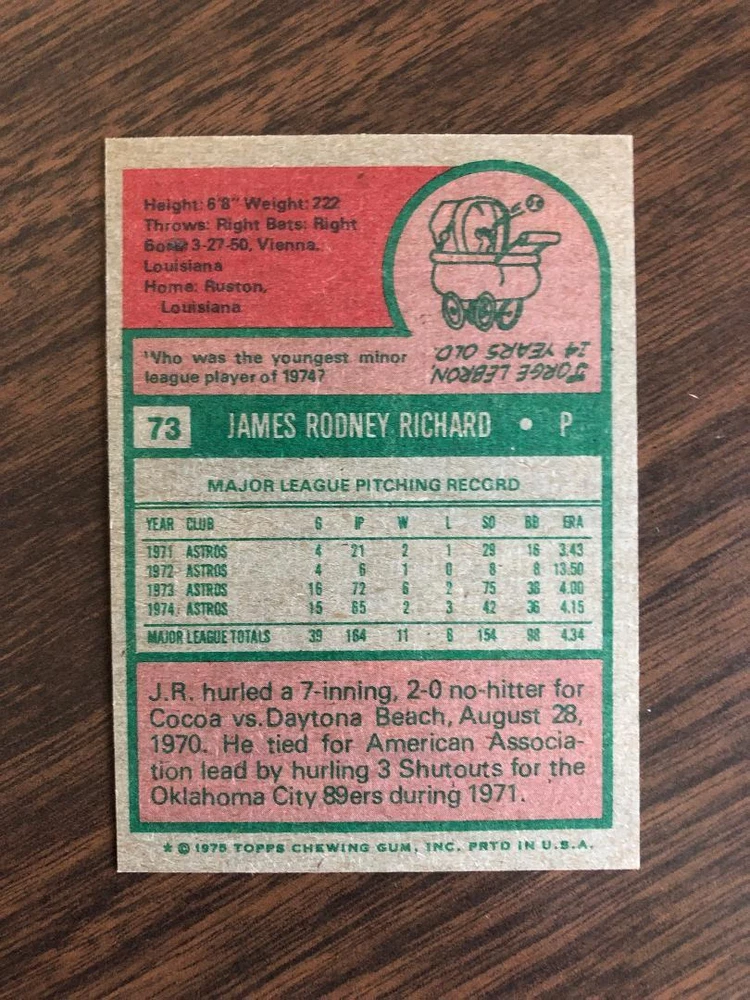 Height: 6'8" Weight: 222
Throws: Right Bats: Right
3-27-50, Vienna,
Louisiana
Home: Ruston,
Louisiana
Who was the youngest minor
league player of 1974?
JORGE LEBRON,
14 YEARS OLD.
73 JAMES RODNEY RICHARD • P
MAJOR LEAGUE PITCHING RECORD
YEAR CLUB G IP W L SO BB ERA
1971 ASTROS 4 21 2 1 29 16 3.43
1972 ASTROS 4 6 1 0 8 8 13.50
1973 ASTROS 16 72 6 2 75 38 4.00
1974 ASTROS 15 65 2 3 42 36 4.15
MAJOR LEAGUE TOTALS 39 164 11 6 154 98 4.34
J.R. hurled a 7-inning, 2-0 no-hitter for
Cocoa vs. Daytona Beach, August 28,
1970. He tied for American Associa-
tion lead by hurling 3 Shutouts for the
Oklahoma City 89ers during 1971.
* © 1975 TOPPS CHEWING GUM, INC. PRTD IN U.S.A.